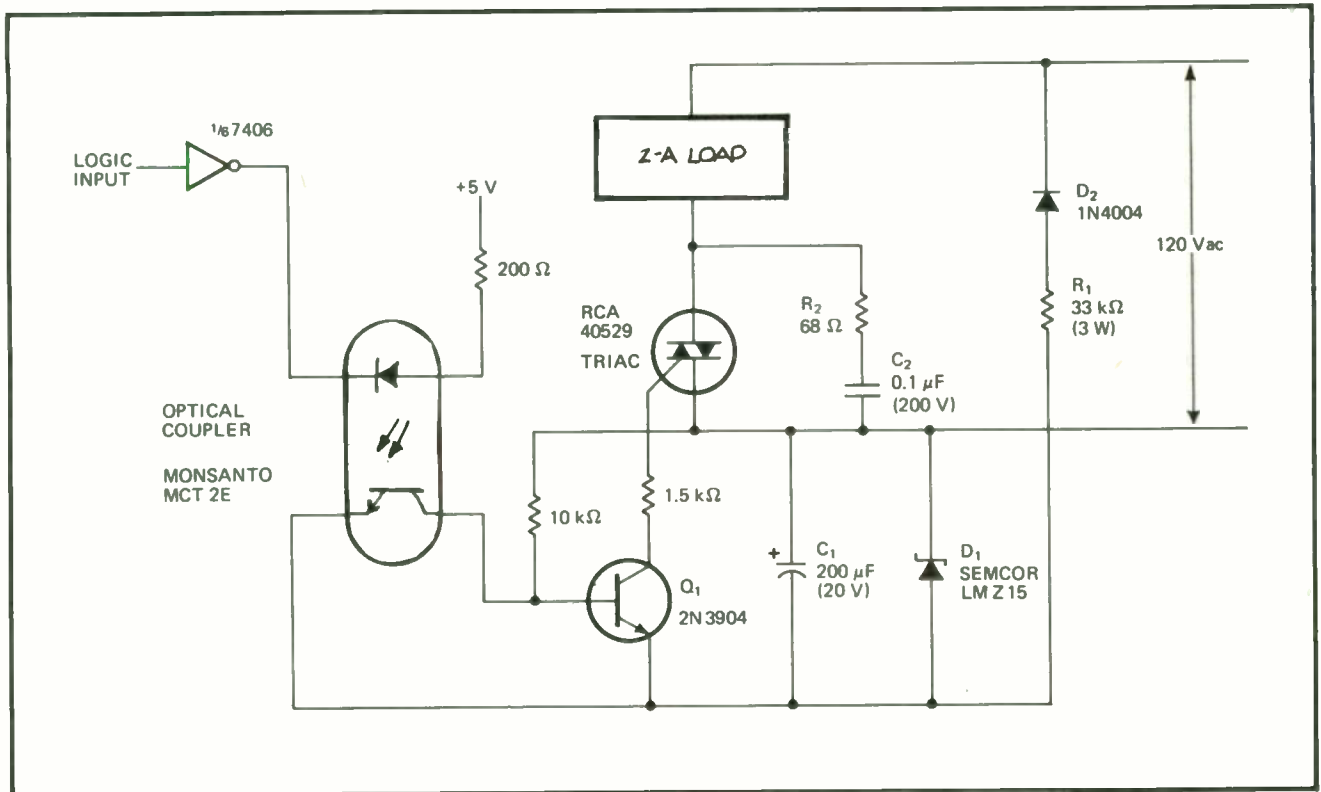 1/6 7406
LOGIC
INPUT
+5 V
200 Ω
OPTICAL
COUPLER
MONSANTO
MCT 2E
2-A LOAD
RCA
40529
TRIAC
R2
68 Ω
C2
0.1 μF
(200 V)
D2
1N4004
R1
33 kΩ
(3 W)
120 Vac
10 kΩ
1.5 kΩ
Q1
2N3904
+
C1
200 μF
(20 V)
D1
SEMCOR
LMZ15